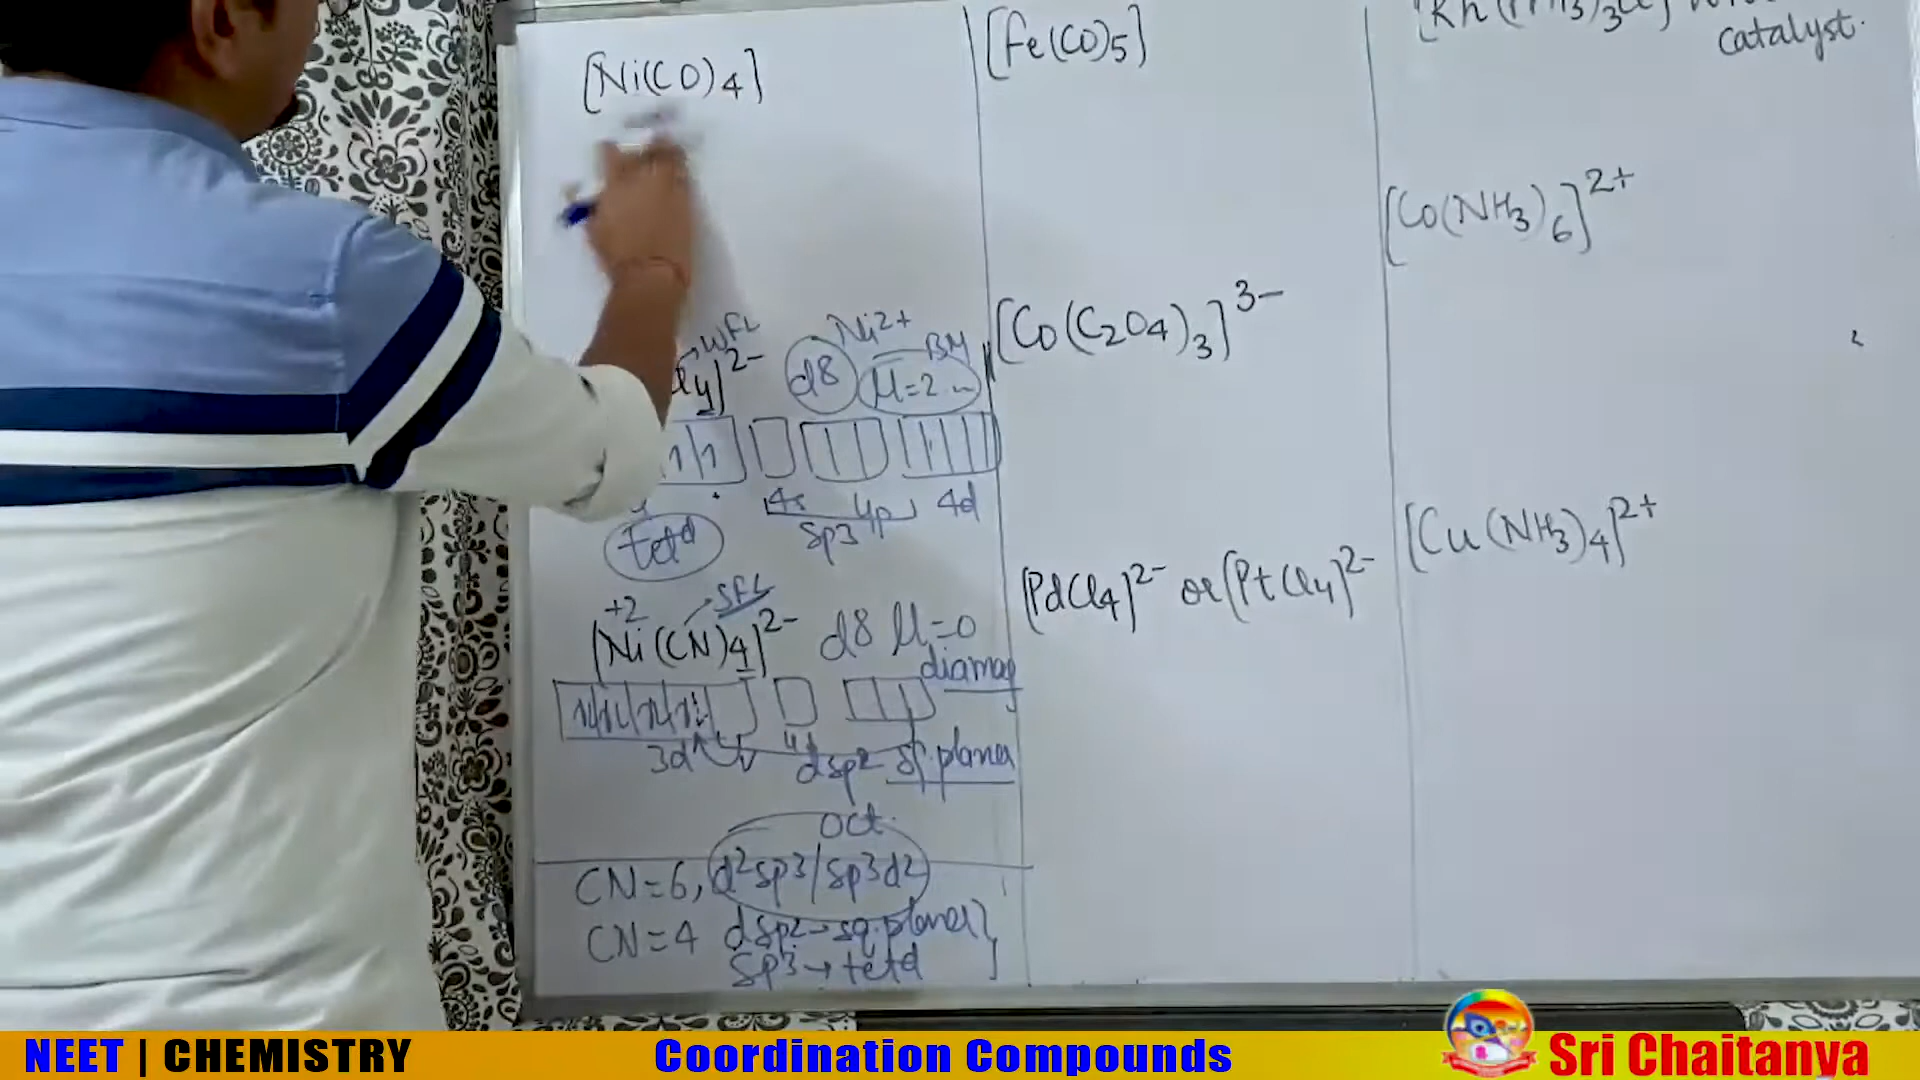 [Ni(CO)4]
WFL
ly]2-
d8
Ni2+
BM
μ=2.
4s 4p 4d
sp3
tetd
+2 SFL
[Ni(CN)4]2- d8 μ=0
diamag
3d 4s
dsp2 sq.planar
oct.
CN=6, d2sp3/sp3d2
CN=4 dsp2→sq.planar}
sp3→tetd
[Fe(CO)5]
[Co(C2O4)3]3-
[PdCl4]2- or [PtCl4]2-
catalyst.
[Co(NH3)6]2+
[Cu(NH3)4]2+
NEET | CHEMISTRY
Coordination Compounds
Sri Chaitanya